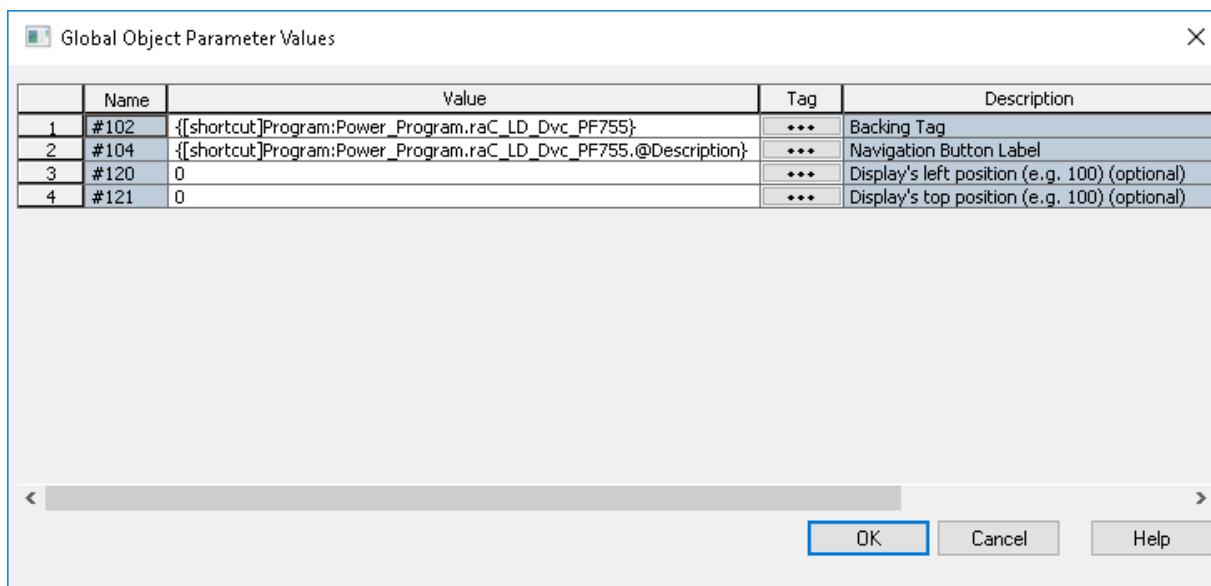 Global Object Parameter Values
Name Value Tag Description
1 #102 {[shortcut]Program:Power_Program.raC_LD_Dvc_PF755} ••• Backing Tag
2 #104 {[shortcut]Program:Power_Program.raC_LD_Dvc_PF755.@Description} ••• Navigation Button Label
3 #120 0 ••• Display's left position (e.g. 100) (optional)
4 #121 0 ••• Display's top position (e.g. 100) (optional)
OK Cancel Help